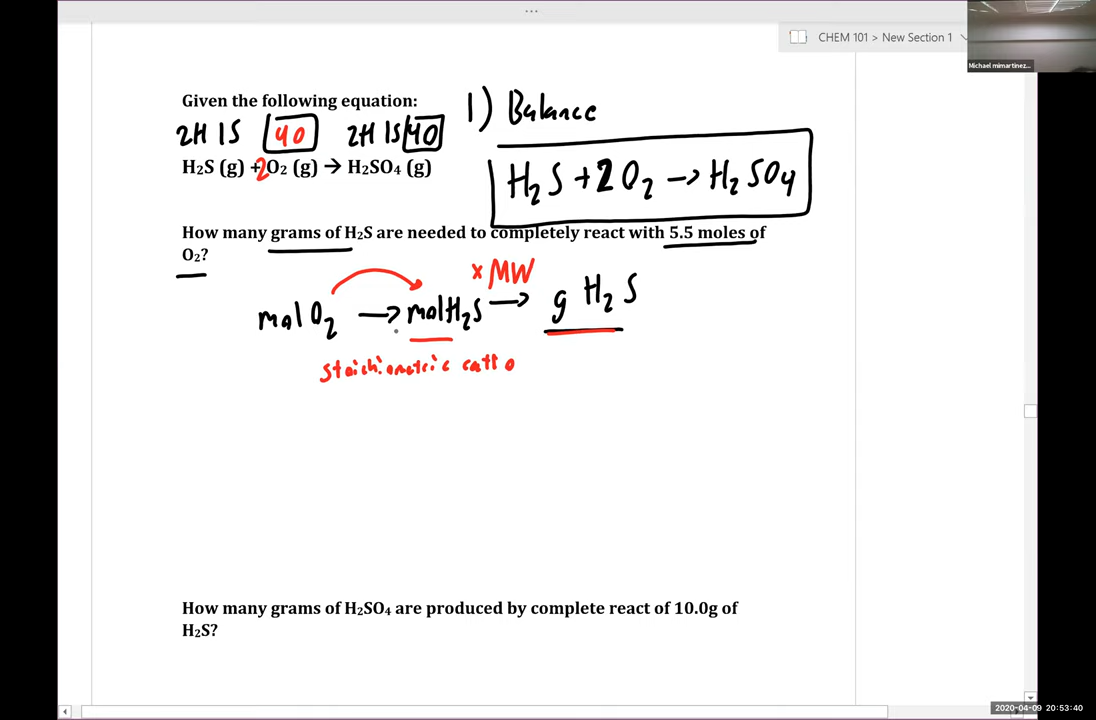 CHEM 101 > New Section 1
Michael mimartinez...
Given the following equation:
1) Balance
2H 1S 4O 2H 1S 4O
H₂S (g) + 2O₂ (g) → H₂SO₄ (g)
H₂S + 2O₂ → H₂SO₄
How many grams of H₂S are needed to completely react with 5.5 moles of
O₂?
× MW
mol O₂ → mol H₂S → g H₂S
stoichiometric ratio
How many grams of H₂SO₄ are produced by complete react of 10.0g of
H₂S?
2020-04-09 20:53:40